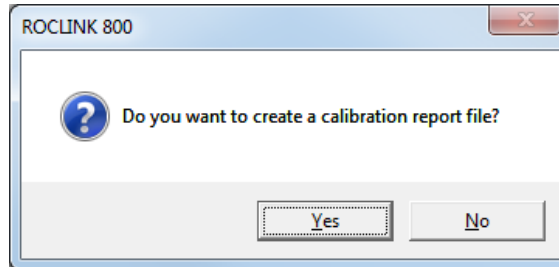 ROCLINK 800
Do you want to create a calibration report file?
Yes No